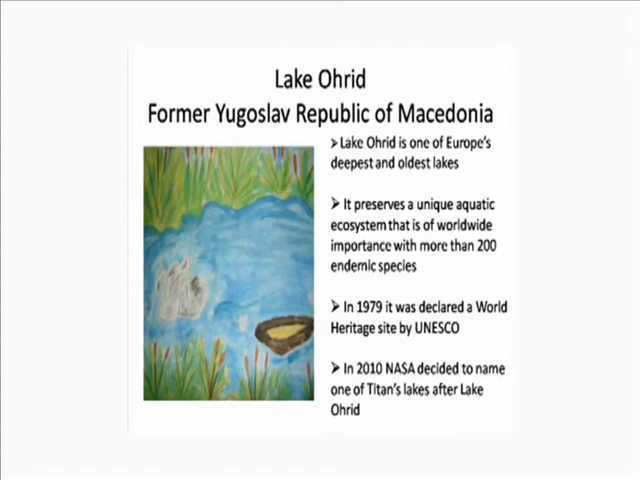 Lake Ohrid
Former Yugoslav Republic of Macedonia
➢ Lake Ohrid is one of Europe's
deepest and oldest lakes
➢ It preserves a unique aquatic
ecosystem that is of worldwide
importance with more than 200
endemic species
➢ In 1979 it was declared a World
Heritage site by UNESCO
➢ In 2010 NASA decided to name
one of Titan's lakes after Lake
Ohrid